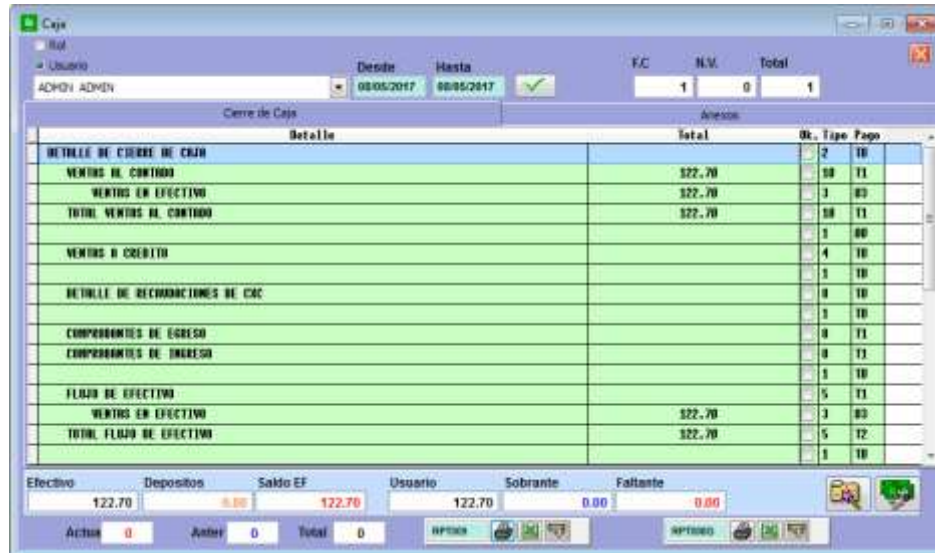 Caja
Rol
Usuario
Desde Hasta F.C N.V. Total
ADMIN ADMIN 08/05/2017 08/05/2017 1 0 1
Cierre de Caja Anexos
Detalle Total Ok. Tipo Pago
DETALLE DE CIERRE DE CAJA 2 T0
VENTAS AL CONTADO 122.70 10 T1
VENTAS EN EFECTIVO 122.70 3 03
TOTAL VENTAS AL CONTADO 122.70 10 T1
1 00
VENTAS A CREDITO 4 T0
1 T0
DETALLE DE RECAUDACIONES DE CXC 0 T0
1 T0
COMPROBANTES DE EGRESO 0 T1
COMPROBANTES DE INGRESO 0 T1
1 T0
FLUJO DE EFECTIVO 5 T1
VENTAS EN EFECTIVO 122.70 3 03
TOTAL FLUJO DE EFECTIVO 122.70 5 T2
1 T0
Efectivo Depositos Saldo EF Usuario Sobrante Faltante
122.70 0.00 122.70 122.70 0.00 0.00
Actua 0 Anter 0 Total 0